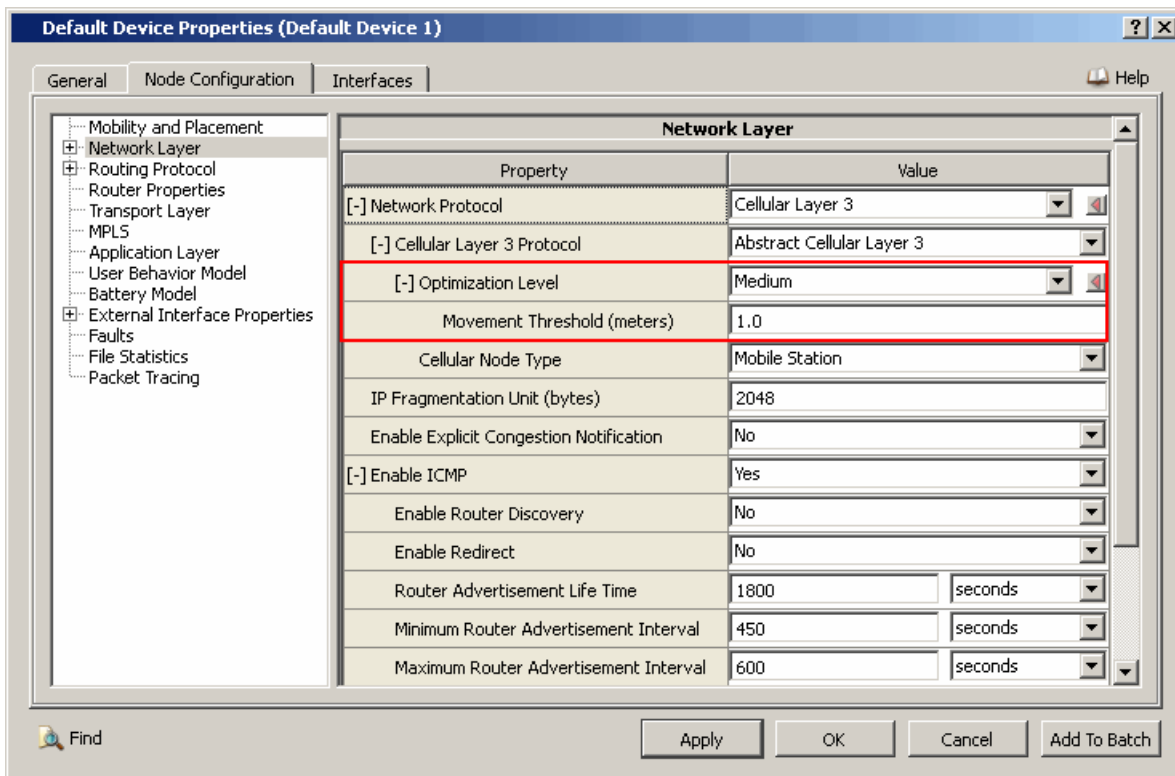 Default Device Properties (Default Device 1)
General Node Configuration Interfaces Help
Mobility and Placement
Network Layer
Routing Protocol
Router Properties
Transport Layer
MPLS
Application Layer
User Behavior Model
Battery Model
External Interface Properties
Faults
File Statistics
Packet Tracing
Network Layer
Property Value
[-] Network Protocol Cellular Layer 3
[-] Cellular Layer 3 Protocol Abstract Cellular Layer 3
[-] Optimization Level Medium
Movement Threshold (meters) 1.0
Cellular Node Type Mobile Station
IP Fragmentation Unit (bytes) 2048
Enable Explicit Congestion Notification No
[-] Enable ICMP Yes
Enable Router Discovery No
Enable Redirect No
Router Advertisement Life Time 1800 seconds
Minimum Router Advertisement Interval 450 seconds
Maximum Router Advertisement Interval 600 seconds
Find Apply OK Cancel Add To Batch